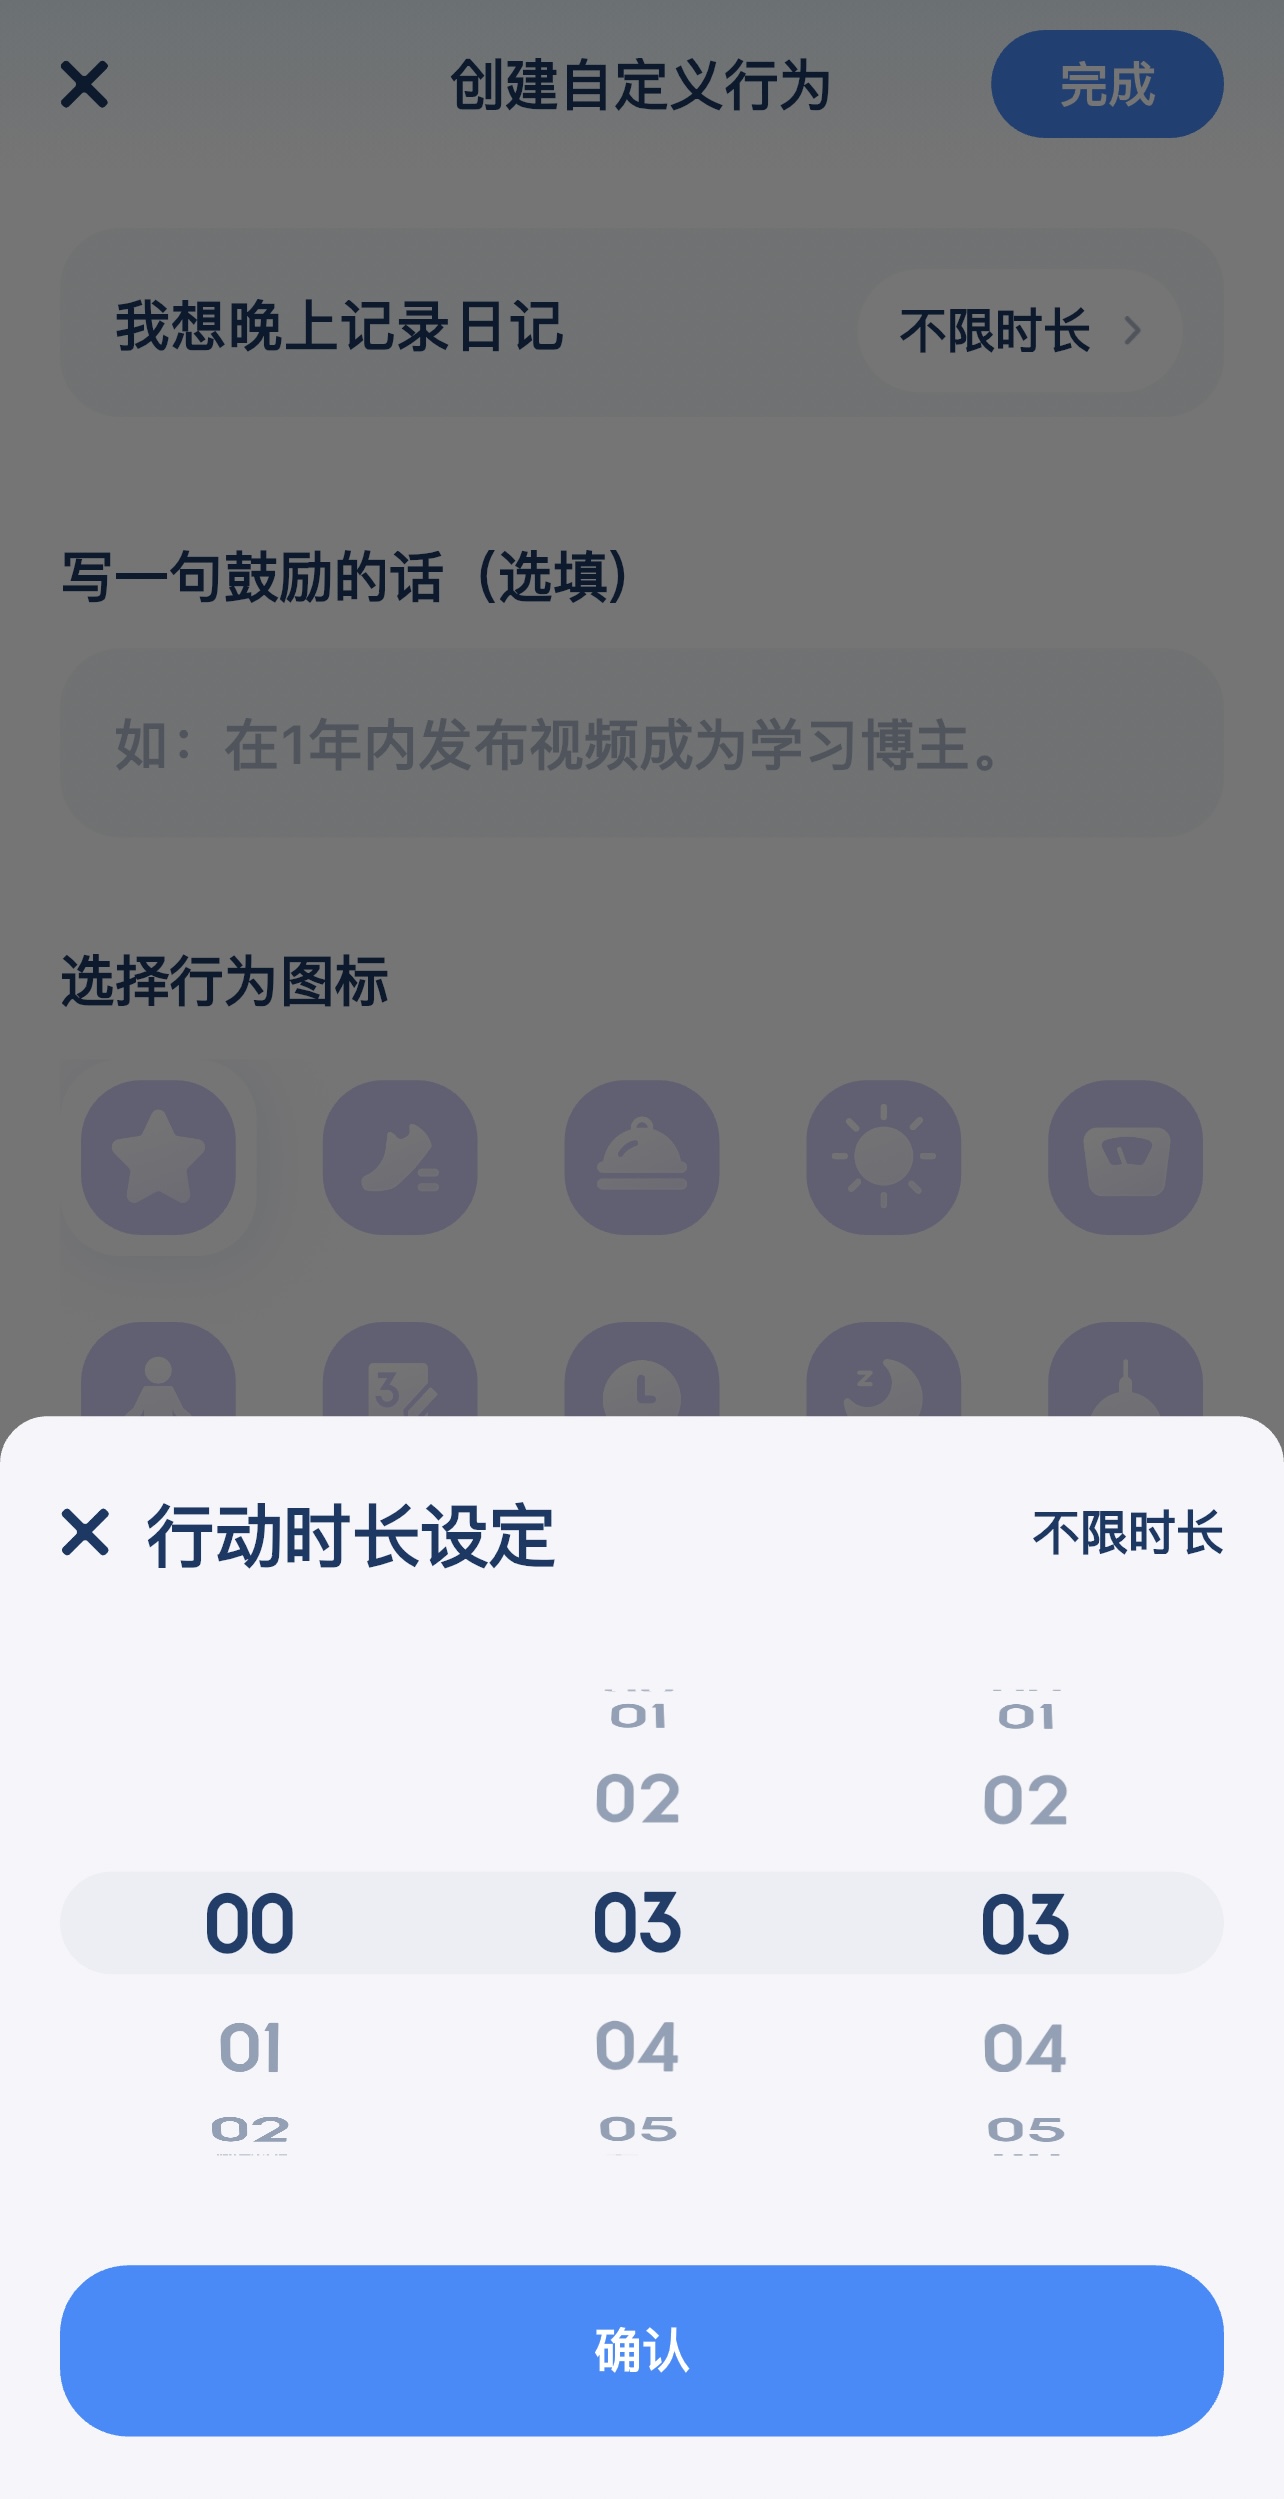 创建自定义行为
完成
我想晚上记录日记
不限时长
写一句鼓励的话（选填）
如：在1年内发布视频成为学习博主。
选择行为图标
3
z
行动时长设定
不限时长
01 01
02 02
00 03 03
01 04 04
02 05 05
确认